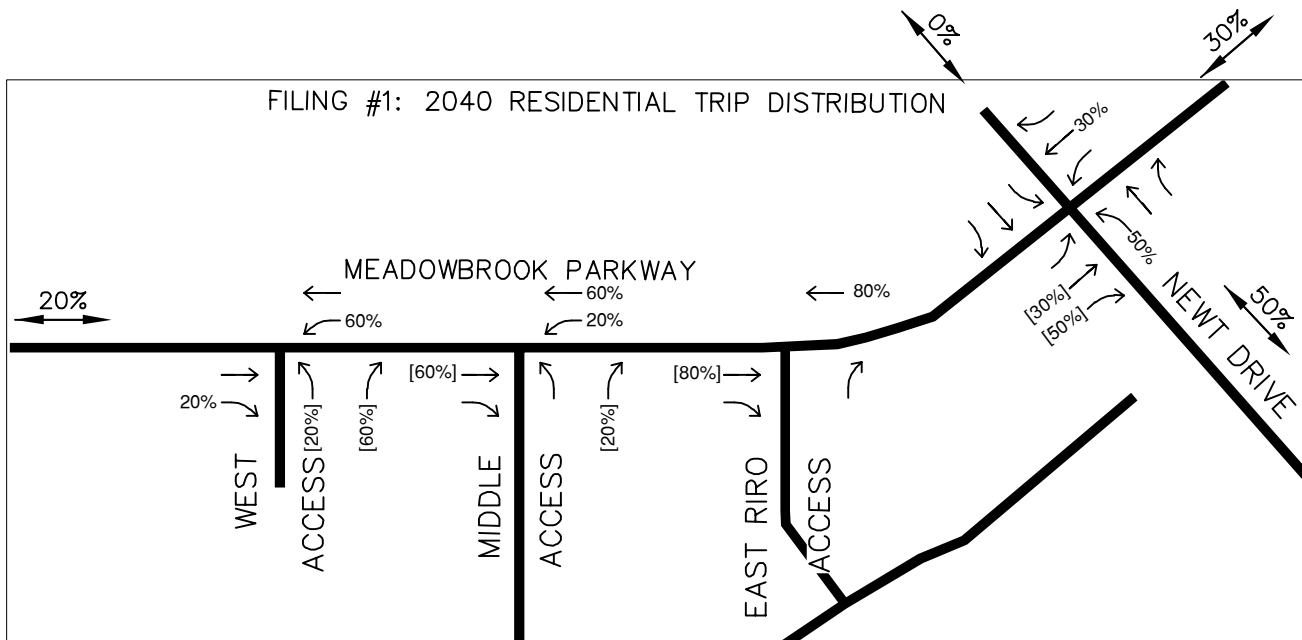 0%
30%
FILING #1: 2040 RESIDENTIAL TRIP DISTRIBUTION
30%
50%
MEADOWBROOK PARKWAY
20%
60%
80%
60%
20%
[30%]
[50%]
NEWT DRIVE
50%
[60%]
[80%]
20%
[20%]
[60%]
[20%]
WEST
ACCESS
MIDDLE
ACCESS
EAST RIRO
ACCESS